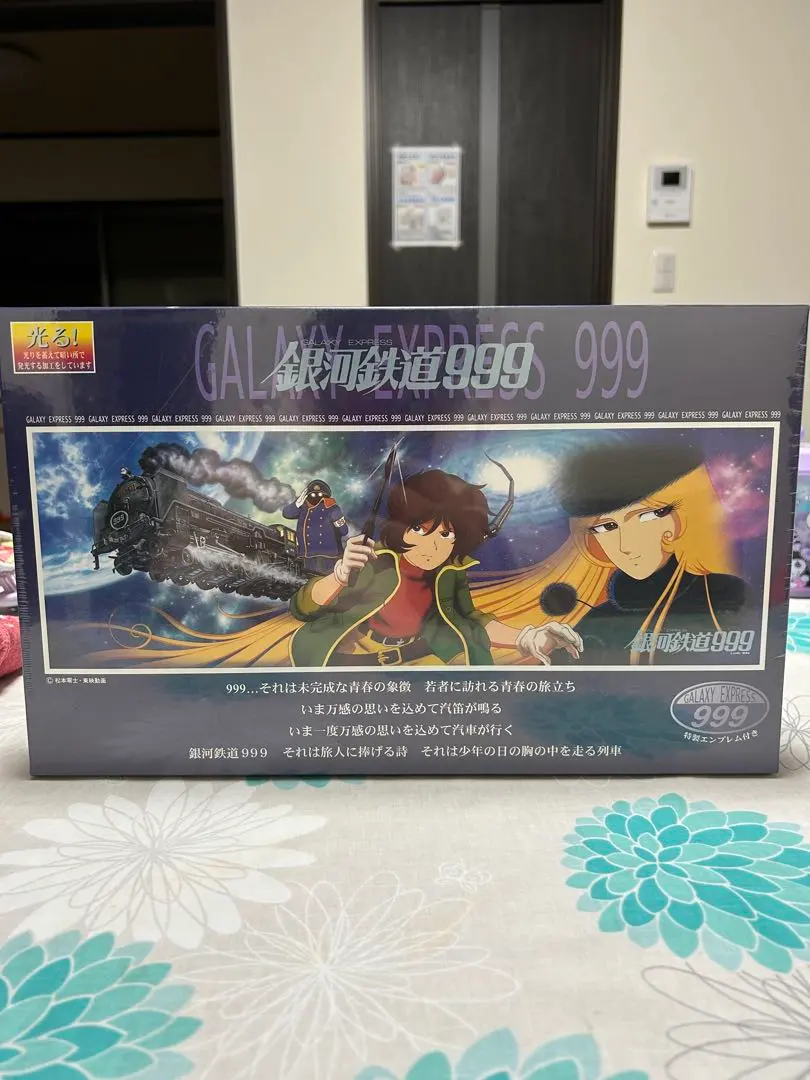 光る!
光りを蓄えて暗い所で
発光する加工をしています
GALAXY EXPRESS 999
GALAXY EXPRESS
銀河鉄道999
GALAXY EXPRESS 999 GALAXY EXPRESS 999 GALAXY EXPRESS 999 GALAXY EXPRESS 999 GALAXY EXPRESS 999 GALAXY EXPRESS 999 GALAXY EXPRESS 999 GALAXY EXPRESS 999 GALAXY EXPRESS 999 GALAXY EXPRESS 999 GALAXY EXPRESS 999 GALAXY EXPRESS 999
999
銀河鉄道999
© 松本零士・東映動画
999…それは未完成な青春の象徴 若者に訪れる青春の旅立ち
いま万感の思いを込めて汽笛が鳴る
いま一度万感の思いを込めて汽車が行く
銀河鉄道999 それは旅人に捧げる詩 それは少年の日の胸の中を走る列車
GALAXY EXPRESS
999
特製エンブレム付き